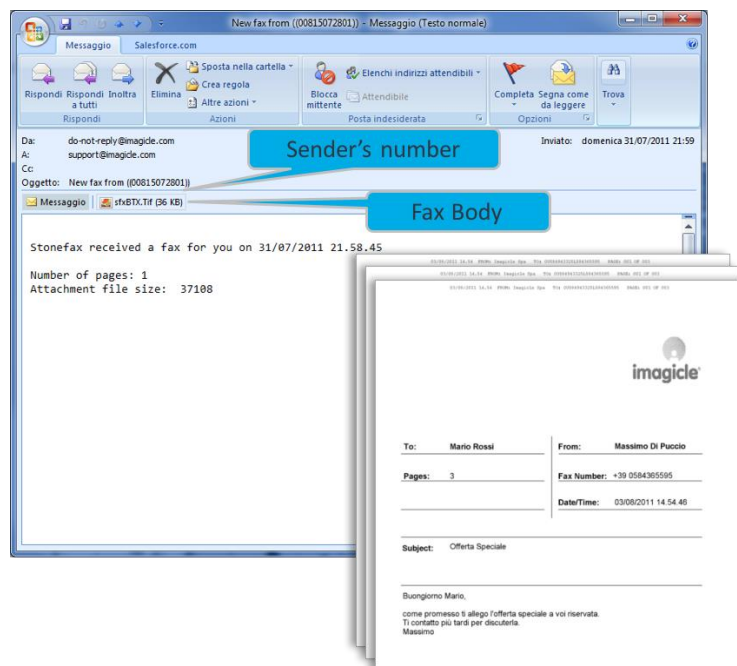 New fax from ((00815072801)) - Messaggio (Testo normale)
Messaggio Salesforce.com
Rispondi Rispondi a tutti Inoltra
Rispondi
Elimina
Sposta nella cartella
Crea regola
Altre azioni
Azioni
Blocca mittente
Elenchi indirizzi attendibili
Attendibile
Posta indesiderata
Completa Segna come da leggere
Opzioni
Trova
Da: do-not-reply@imagicle.com
Inviato: domenica 31/07/2011 21:59
A: support@imagicle.com
Cc:
Oggetto: New fax from ((00815072801))
Sender's number
Messaggio sfxBTX.Tif (36 KB)
Fax Body
Stonefax received a fax for you on 31/07/2011 21.58.45
Number of pages: 1
Attachment file size: 37108
imagicle
To: Mario Rossi
From: Massimo Di Puccio
Pages: 3
Fax Number: +39 0584365595
Date/Time: 03/08/2011 14.54.46
Subject: Offerta Speciale
Buongiorno Mario,
come promesso ti allego l'offerta speciale a voi riservata.
Ti contatto più tardi per discuterla.
Massimo